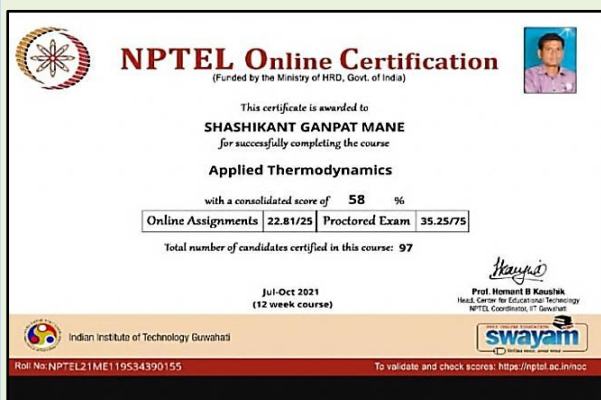 NPTEL Online Certification
(Funded by the Ministry of HRD, Govt. of India)
This certificate is awarded to
SHASHIKANT GANPAT MANE
for successfully completing the course
Applied Thermodynamics
with a consolidated score of 58 %
Online Assignments 22.81/25 Proctored Exam 35.25/75
Total number of candidates certified in this course: 97
Jul-Oct 2021
(12 week course)
Prof. Hemant B Kaushik
Head, Center for Educational Technology
NPTEL Coordinator, IIT Guwahati
Indian Institute of Technology Guwahati
FREE ONLINE EDUCATION
swayam
Roll No: NPTEL21ME119S34390155
To validate and check scores: https://nptel.ac.in/noc